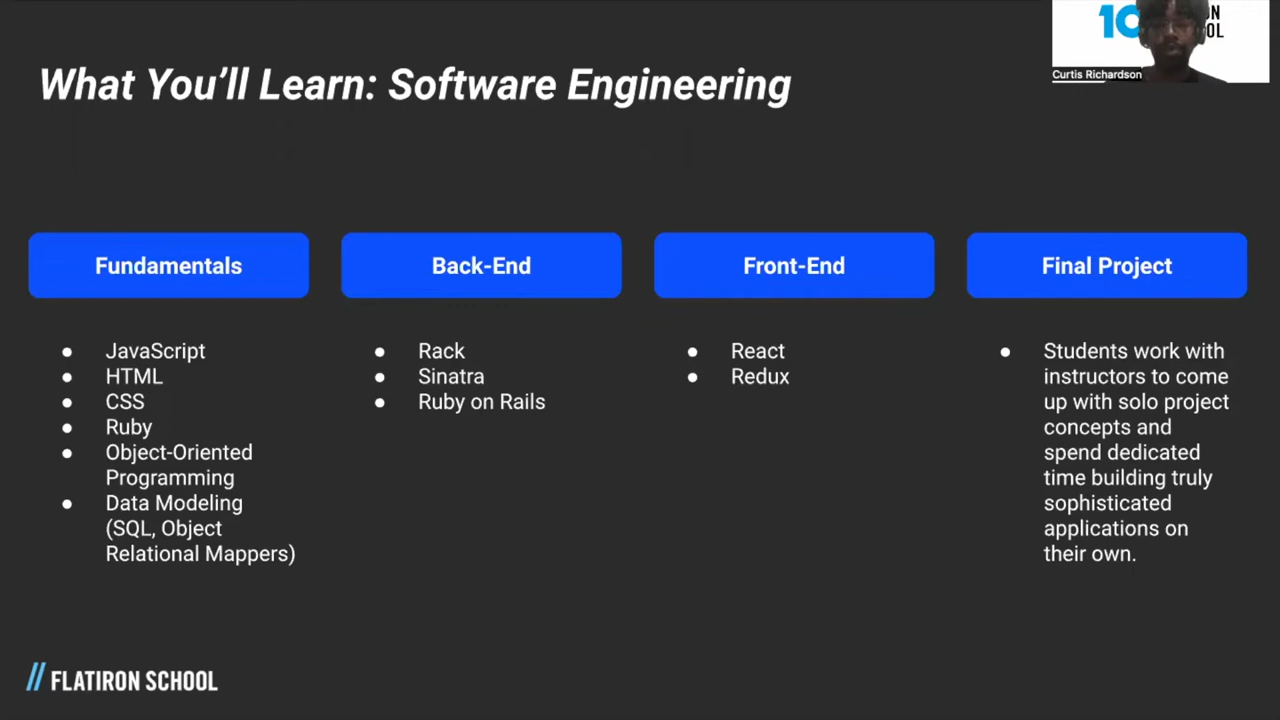 What You'll Learn: Software Engineering
Curtis Richardson
Fundamentals
JavaScript
HTML
CSS
Ruby
Object-Oriented
Programming
Data Modeling
(SQL, Object
Relational Mappers)
Back-End
Rack
Sinatra
Ruby on Rails
Front-End
React
Redux
Final Project
Students work with
instructors to come
up with solo project
concepts and
spend dedicated
time building truly
sophisticated
applications on
their own.
// FLATIRON SCHOOL